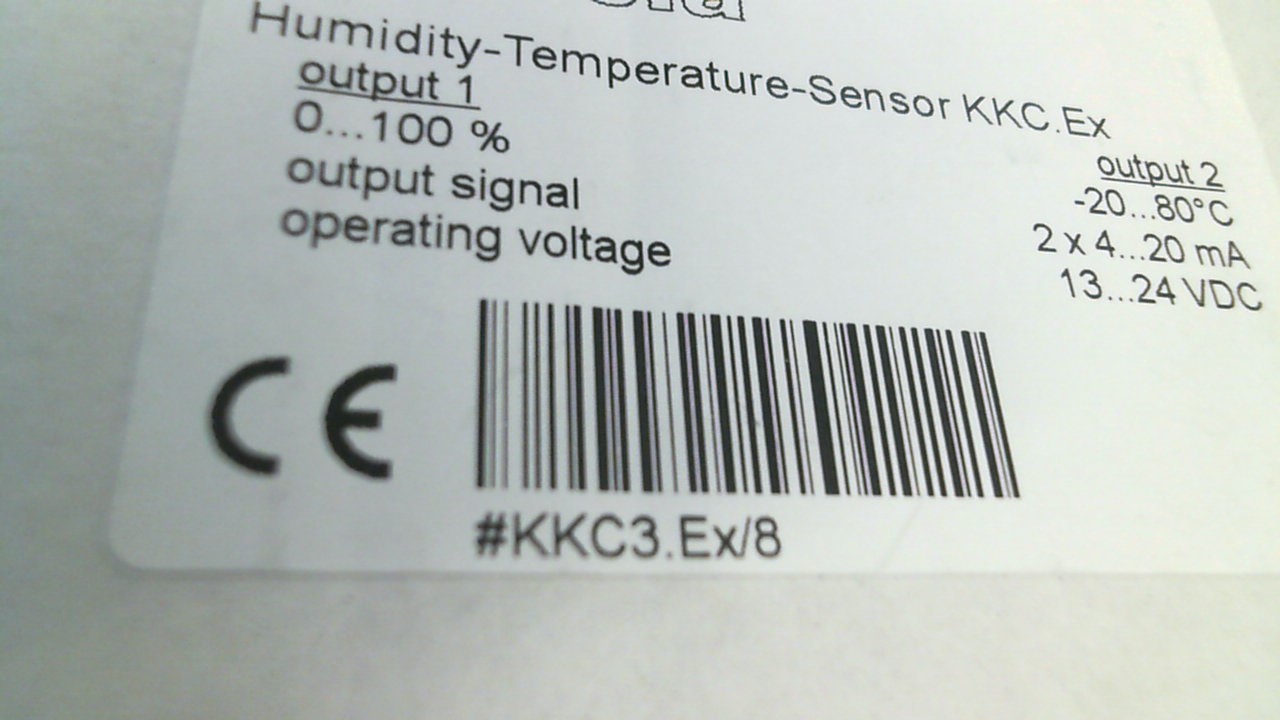 Humidity-Temperature-Sensor KKC.Ex
output 1 output 2
0...100 % -20...80°C
output signal 2 x 4...20 mA
operating voltage 13...24 VDC
CE
#KKC3.Ex/8